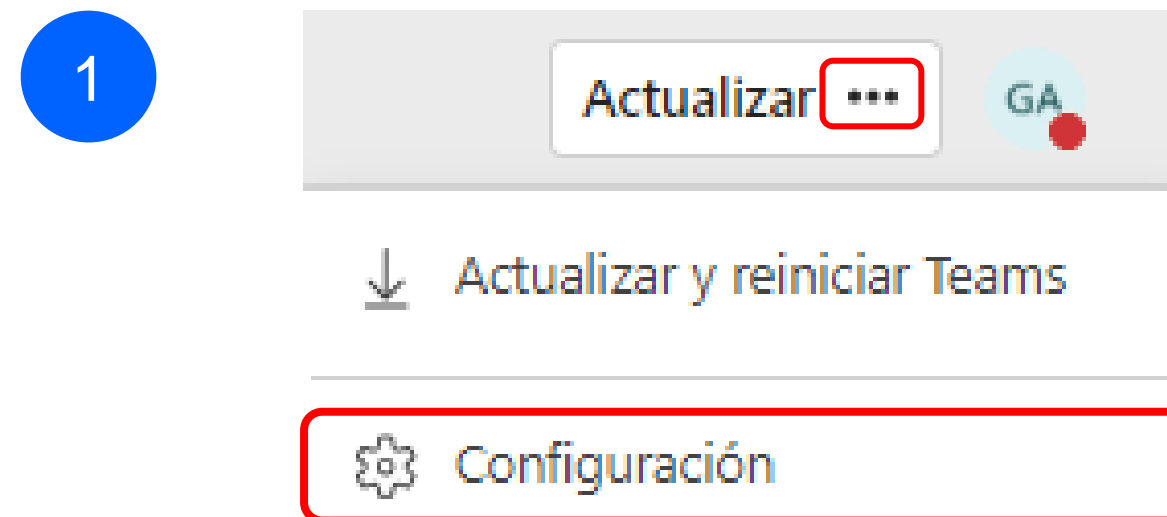 1
Actualizar ···
GA
Actualizar y reiniciar Teams
Configuración